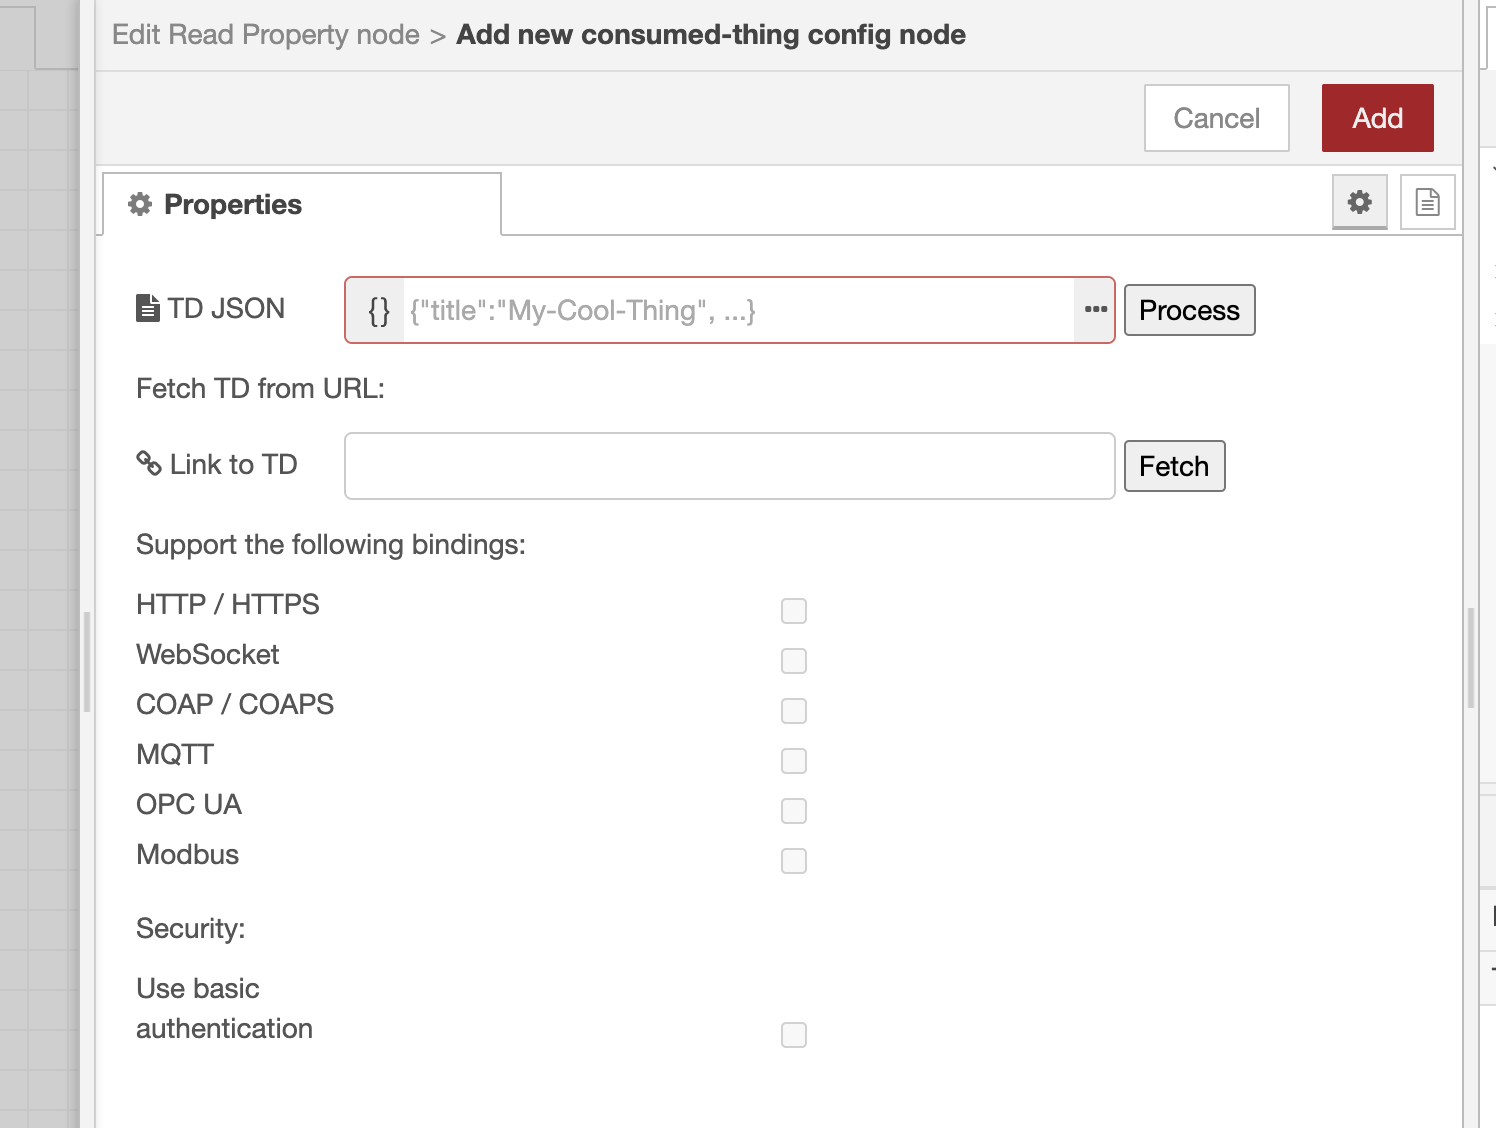 Edit Read Property node > Add new consumed-thing config node
Cancel Add
Properties
TD JSON {} {"title":"My-Cool-Thing", ...} ••• Process
Fetch TD from URL:
Link to TD Fetch
Support the following bindings:
HTTP / HTTPS
WebSocket
COAP / COAPS
MQTT
OPC UA
Modbus
Security:
Use basic
authentication